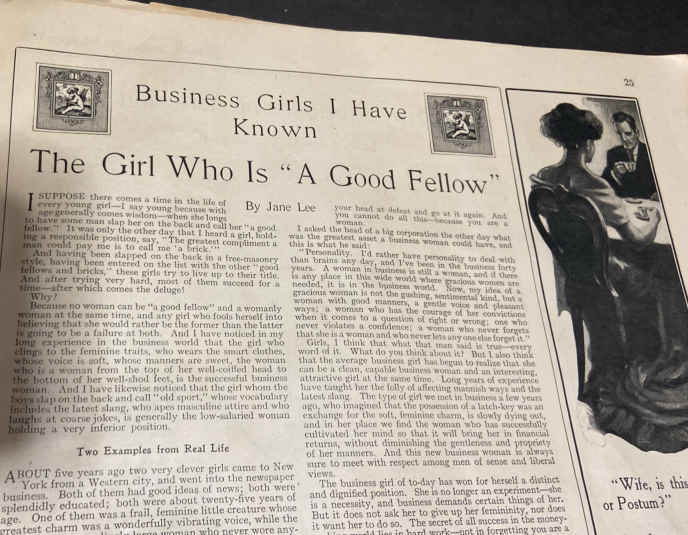 25
Business Girls I Have
Known
The Girl Who Is "A Good Fellow"
By Jane Lee
I SUPPOSE there comes a time in the life of
every young girl—I say young because with
age generally comes wisdom—when she longs
to have some man slap her on the back and call her "a good
fellow." It was only the other day that I heard a girl, hold-
ing a responsible position, say, "The greatest compliment a
man could pay me is to call me 'a brick.'"
And having been slapped on the back in a free-masonry
style, having been entered on the list with the other "good
fellows and bricks," these girls try to live up to their title.
And after trying very hard, most of them succeed for a
time—after which comes the deluge!
Why?
Because no woman can be "a good fellow" and a womanly
woman at the same time, and any girl who fools herself into
believing that she would rather be the former than the latter
is going to be a failure at both. And I have noticed in my
long experience in the business world that the girl who
clings to the feminine traits, who wears the smart clothes,
whose voice is soft, whose manners are sweet, the woman
who is a woman from the top of her well-coiffed head to
the bottom of her well-shod feet, is the successful business
woman. And I have likewise noticed that the girl whom the
boys slap on the back and call "old sport," whose vocabulary
includes the latest slang, who apes masculine attire and who
laughs at coarse jokes, is generally the low-salaried woman
holding a very inferior position.
Two Examples from Real Life
ABOUT five years ago two very clever girls came to New
York from a Western city, and went into the newspaper
business. Both of them had good ideas of news; both were
splendidly educated; both were about twenty-five years of
age. One of them was a frail, feminine little creature whose
greatest charm was a wonderfully vibrating voice, while the
large woman who never wore any-
your head at defeat and go at it again. And
you cannot do all this—because you are a
woman.
I asked the head of a big corporation the other day what
was the greatest asset a business woman could have, and
this is what he said:
"Personality. I'd rather have personality to deal with
than brains any day, and I've been in the business forty
years. A woman in business is still a woman, and if there
is any place in this wide world where gracious women are
needed, it is in the business world. Now, my idea of a
gracious woman is not the gushing, sentimental kind, but a
woman with good manners, a gentle voice and pleasant
ways; a woman who has the courage of her convictions
when it comes to a question of right or wrong; one who
never violates a confidence; a woman who never forgets
that she is a woman and who never lets any one else forget it."
Girls, I think that what that man said is true—every
word of it. What do you think about it? But I also think
that the average business girl has begun to realize that she
can be a clean, capable business woman and an interesting,
attractive girl at the same time. Long years of experience
have taught her the folly of affecting mannish ways and the
latest slang. The type of girl we met in business a few years
ago, who imagined that the possession of a latch-key was an
exchange for the soft, feminine charm, is slowly dying out,
and in her place we find the woman who has successfully
cultivated her mind so that it will bring her in financial
returns, without diminishing the gentleness and propriety
of her manners. And this new business woman is always
sure to meet with respect among men of sense and liberal
views.
The business girl of to-day has won for herself a distinct
and dignified position. She is no longer an experiment—she
is a necessity, and business demands certain things of her.
But it does not ask her to give up her femininity, nor does
it want her to do so. The secret of all success in the money-
world lies in hard work—not in forgetting you are a
"Wife, is this
or Postum?"